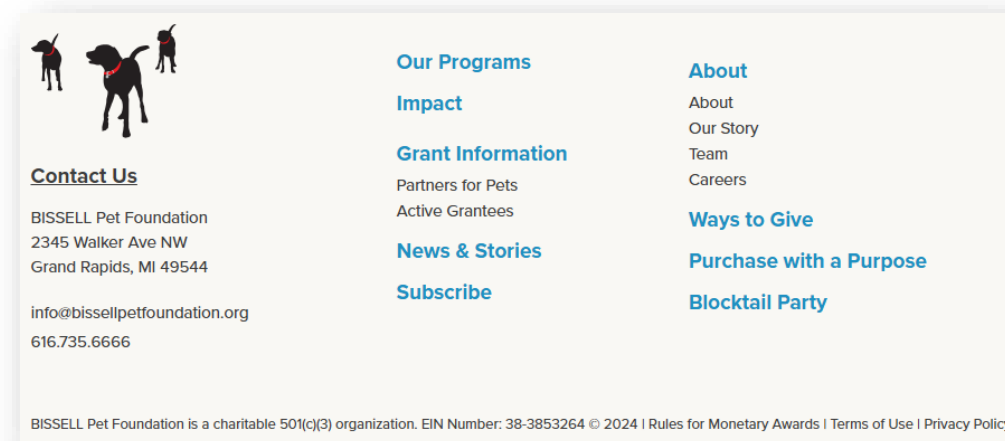 Contact Us
BISSELL Pet Foundation
2345 Walker Ave NW
Grand Rapids, MI 49544
info@bissellpetfoundation.org
616.735.6666
Our Programs
Impact
Grant Information
Partners for Pets
Active Grantees
News & Stories
Subscribe
About
About
Our Story
Team
Careers
Ways to Give
Purchase with a Purpose
Blocktail Party
BISSELL Pet Foundation is a charitable 501(c)(3) organization. EIN Number: 38-3853264 © 2024 | Rules for Monetary Awards | Terms of Use | Privacy Polic